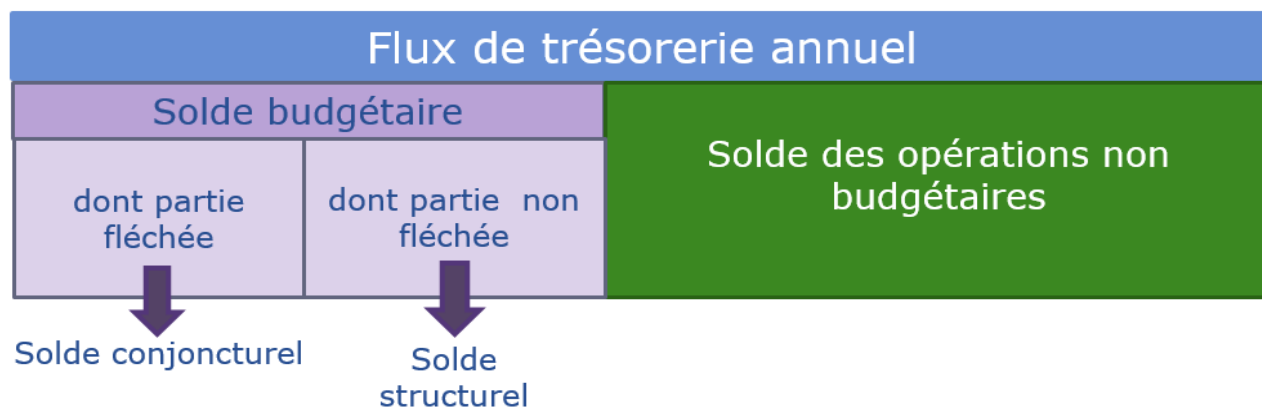 Flux de trésorerie annuel
Solde budgétaire
Solde des opérations non
budgétaires
dont partie
fléchée
dont partie  non
fléchée
Solde conjoncturel
Solde
structurel